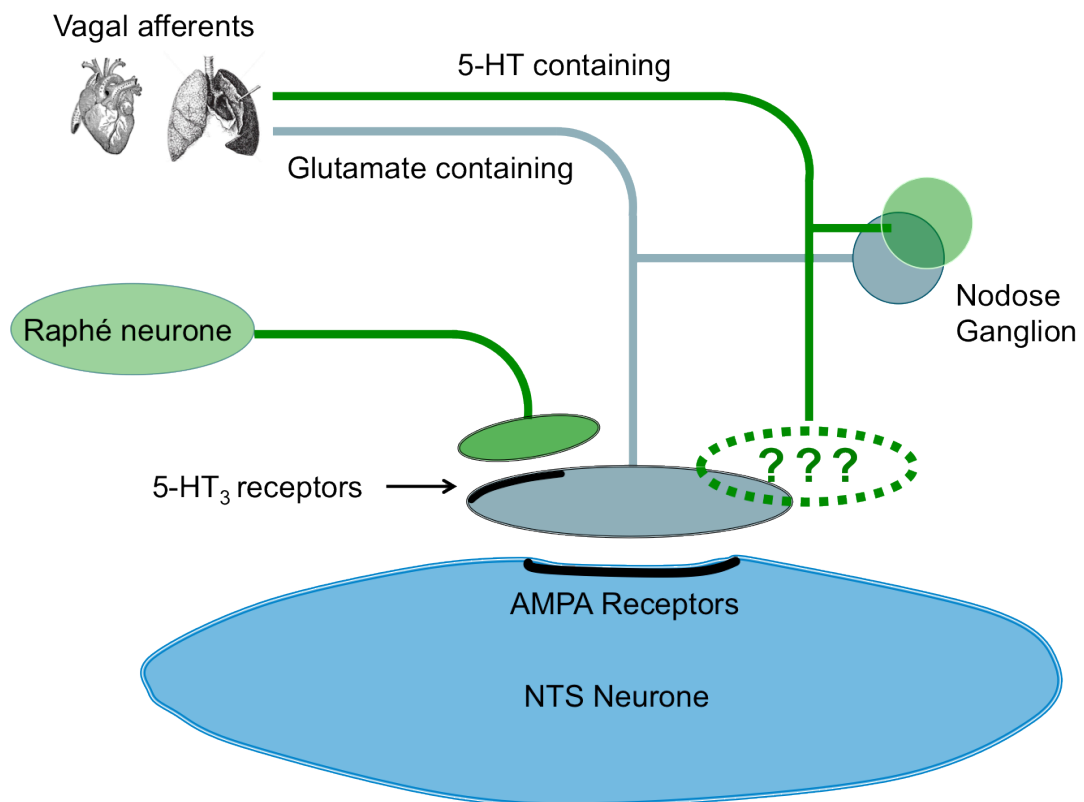 Vagal afferents
5-HT containing
Glutamate containing
Nodose
Ganglion
Raphé neurone
???
5-HT₃ receptors
AMPA Receptors
NTS Neurone